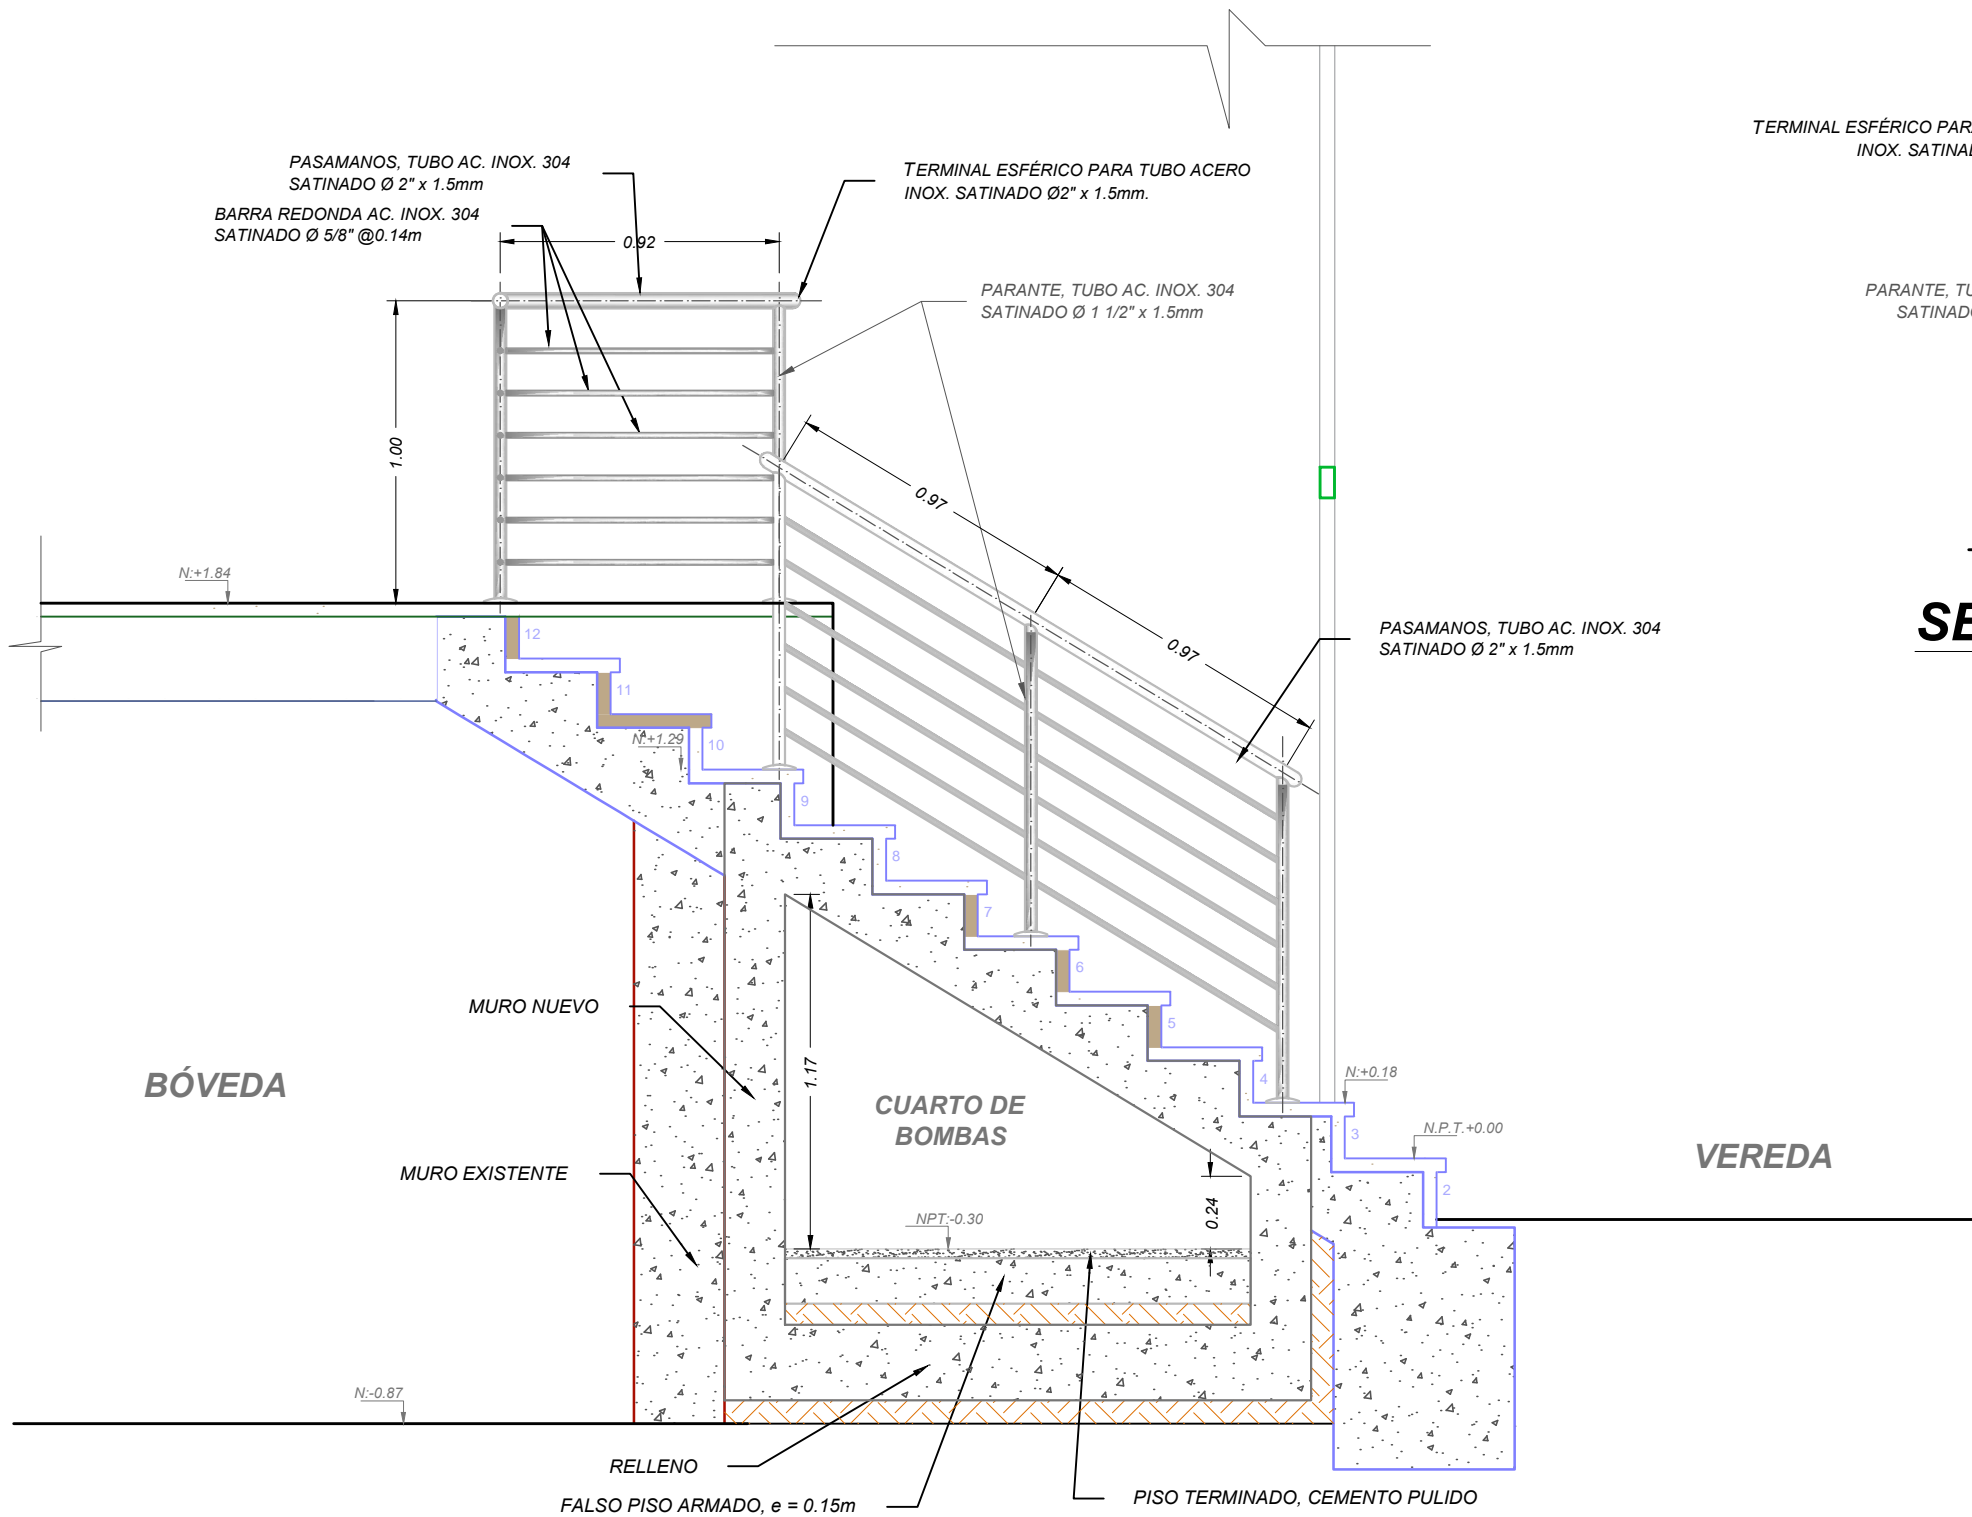 TERMINAL ESFÉRICO PAR
INOX. SATINAD
PASAMANOS, TUBO AC. INOX. 304
SATINADO Ø 2" x 1.5mm
TERMINAL ESFÉRICO PARA TUBO ACERO
INOX. SATINADO Ø2" x 1.5mm.
BARRA REDONDA AC. INOX. 304
SATINADO Ø 5/8" @0.14m
0.92
PARANTE, TUBO AC. INOX. 304
SATINADO Ø 1 1/2" x 1.5mm
PARANTE, TU
SATINADO
1.00
0.97
N:+1.84
0.97
PASAMANOS, TUBO AC. INOX. 304
SATINADO Ø 2" x 1.5mm
SE
12
11
N:+1.29
10
9
8
7
6
5
4
3
2
MURO NUEVO
1.17
BÓVEDA
CUARTO DE
BOMBAS
N:+0.18
N.P.T.+0.00
VEREDA
MURO EXISTENTE
0.24
NPT:-0.30
N:-0.87
RELLENO
FALSO PISO ARMADO, e = 0.15m
PISO TERMINADO, CEMENTO PULIDO